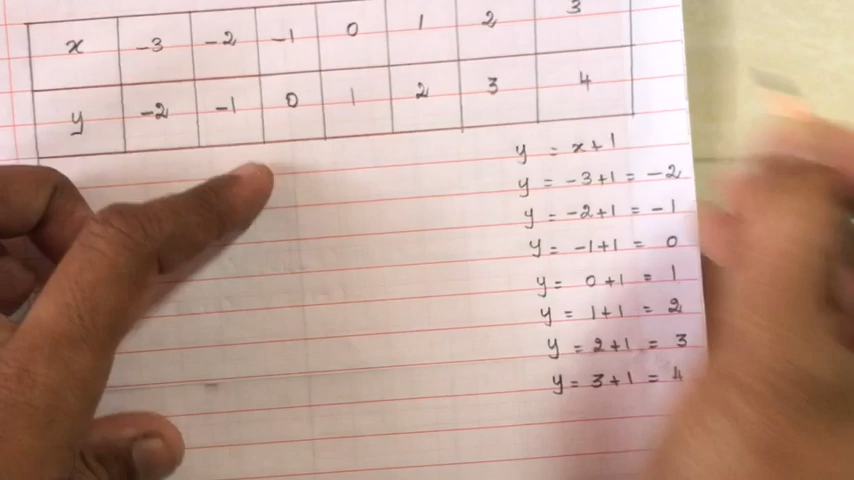 x -3 -2 -1 0 1 2 3
y -2 -1 0 1 2 3 4
y = x+1
y = -3+1 = -2
y = -2+1 = -1
y = -1+1 = 0
y = 0+1 = 1
y = 1+1 = 2
y = 2+1 = 3
y = 3+1 = 4